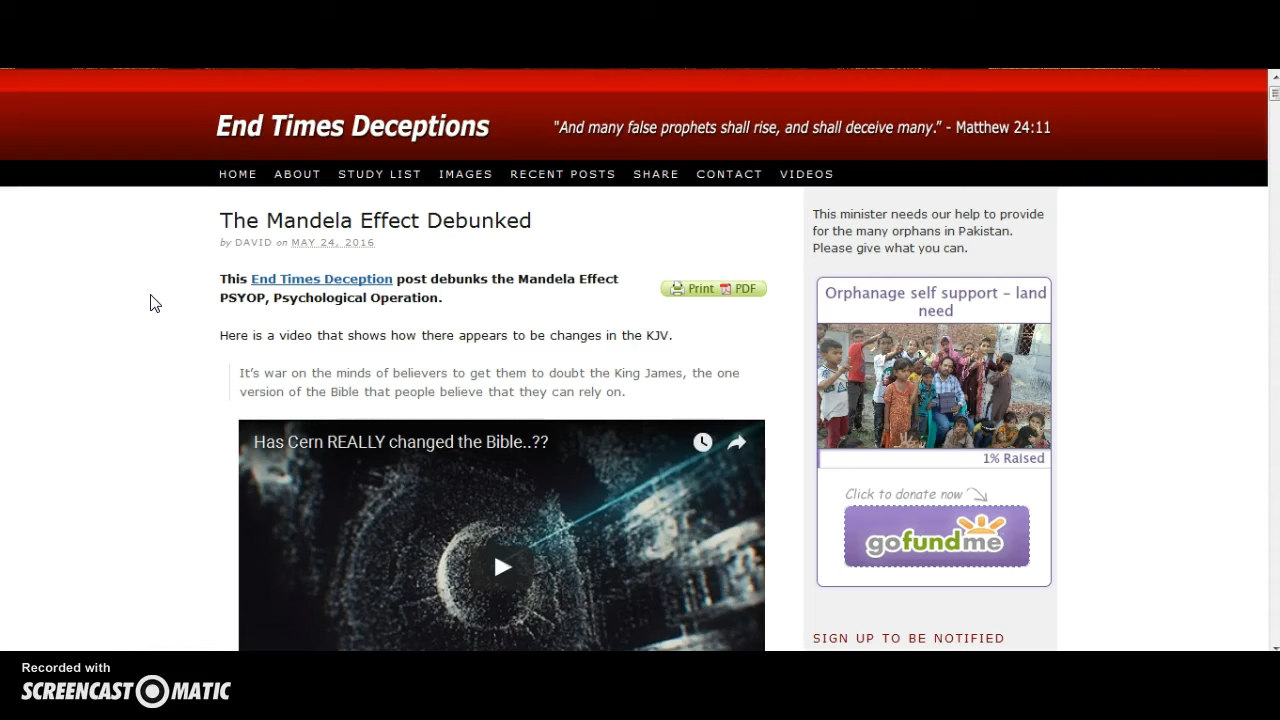 End Times Deceptions
"And many false prophets shall rise, and shall deceive many.” - Matthew 24:11
HOME ABOUT STUDY LIST IMAGES RECENT POSTS SHARE CONTACT VIDEOS
The Mandela Effect Debunked
by DAVID on MAY 24, 2016
This End Times Deception post debunks the Mandela Effect
PSYOP, Psychological Operation.
Print PDF
Here is a video that shows how there appears to be changes in the KJV.
It’s war on the minds of believers to get them to doubt the King James, the one
version of the Bible that people believe that they can rely on.
Has Cern REALLY changed the Bible..??
This minister needs our help to provide
for the many orphans in Pakistan.
Please give what you can.
Orphanage self support – land
need
1% Raised
Click to donate now
gofundme
SIGN UP TO BE NOTIFIED
Recorded with
SCREENCAST MATIC